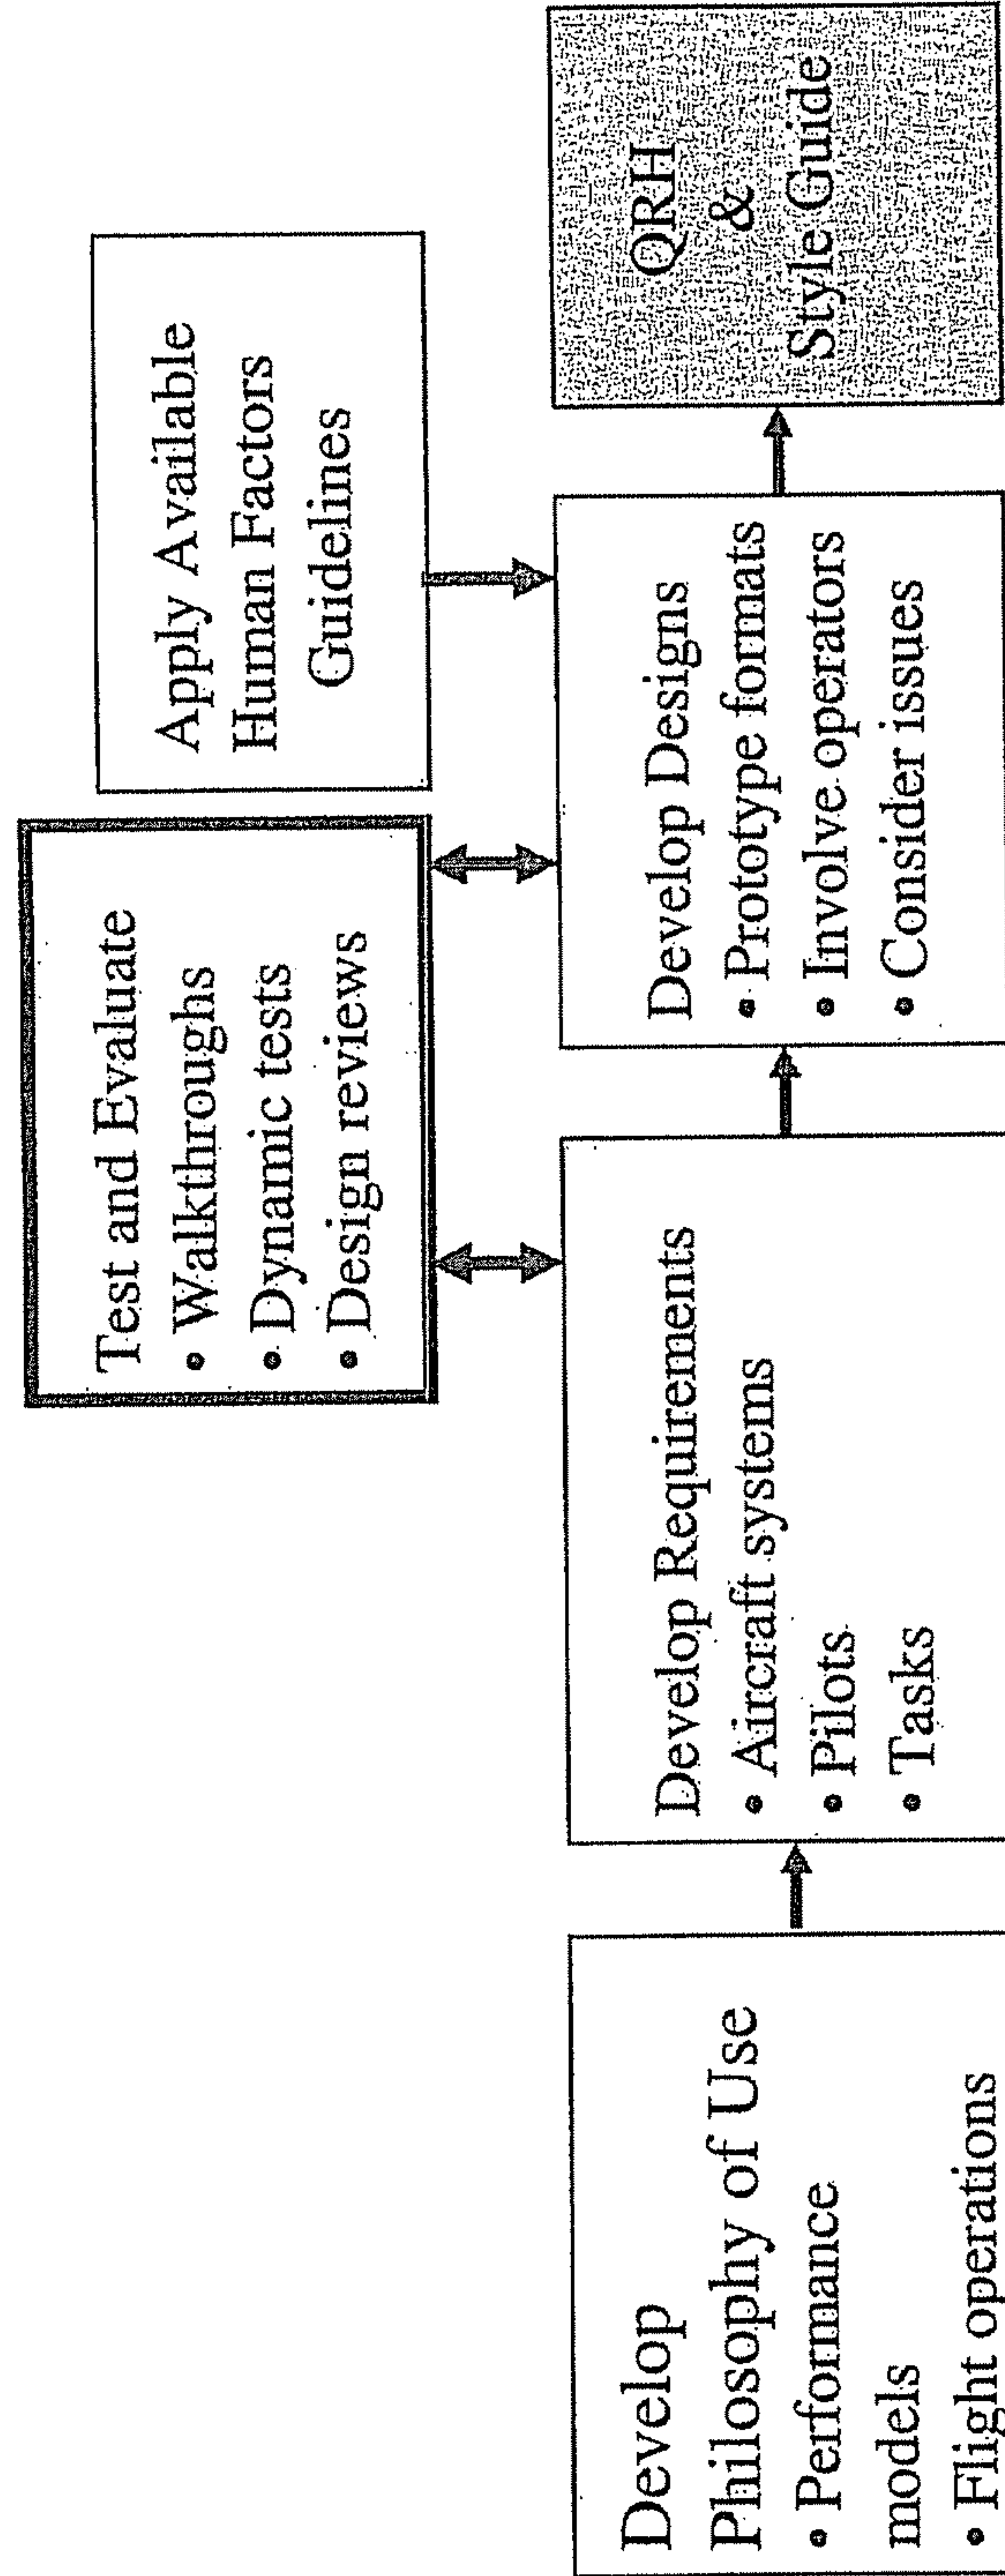 Test and Evaluate
• Walkthroughs
• Dynamic tests
• Design reviews
Apply Available
Human Factors
Guidelines
Develop
Philosophy of Use
• Performance
models
• Flight operations
Develop Requirements
• Aircraft systems
• Pilots
• Tasks
Develop Designs
• Prototype formats
• Involve operators
• Consider issues
QRH
&
Style Guide